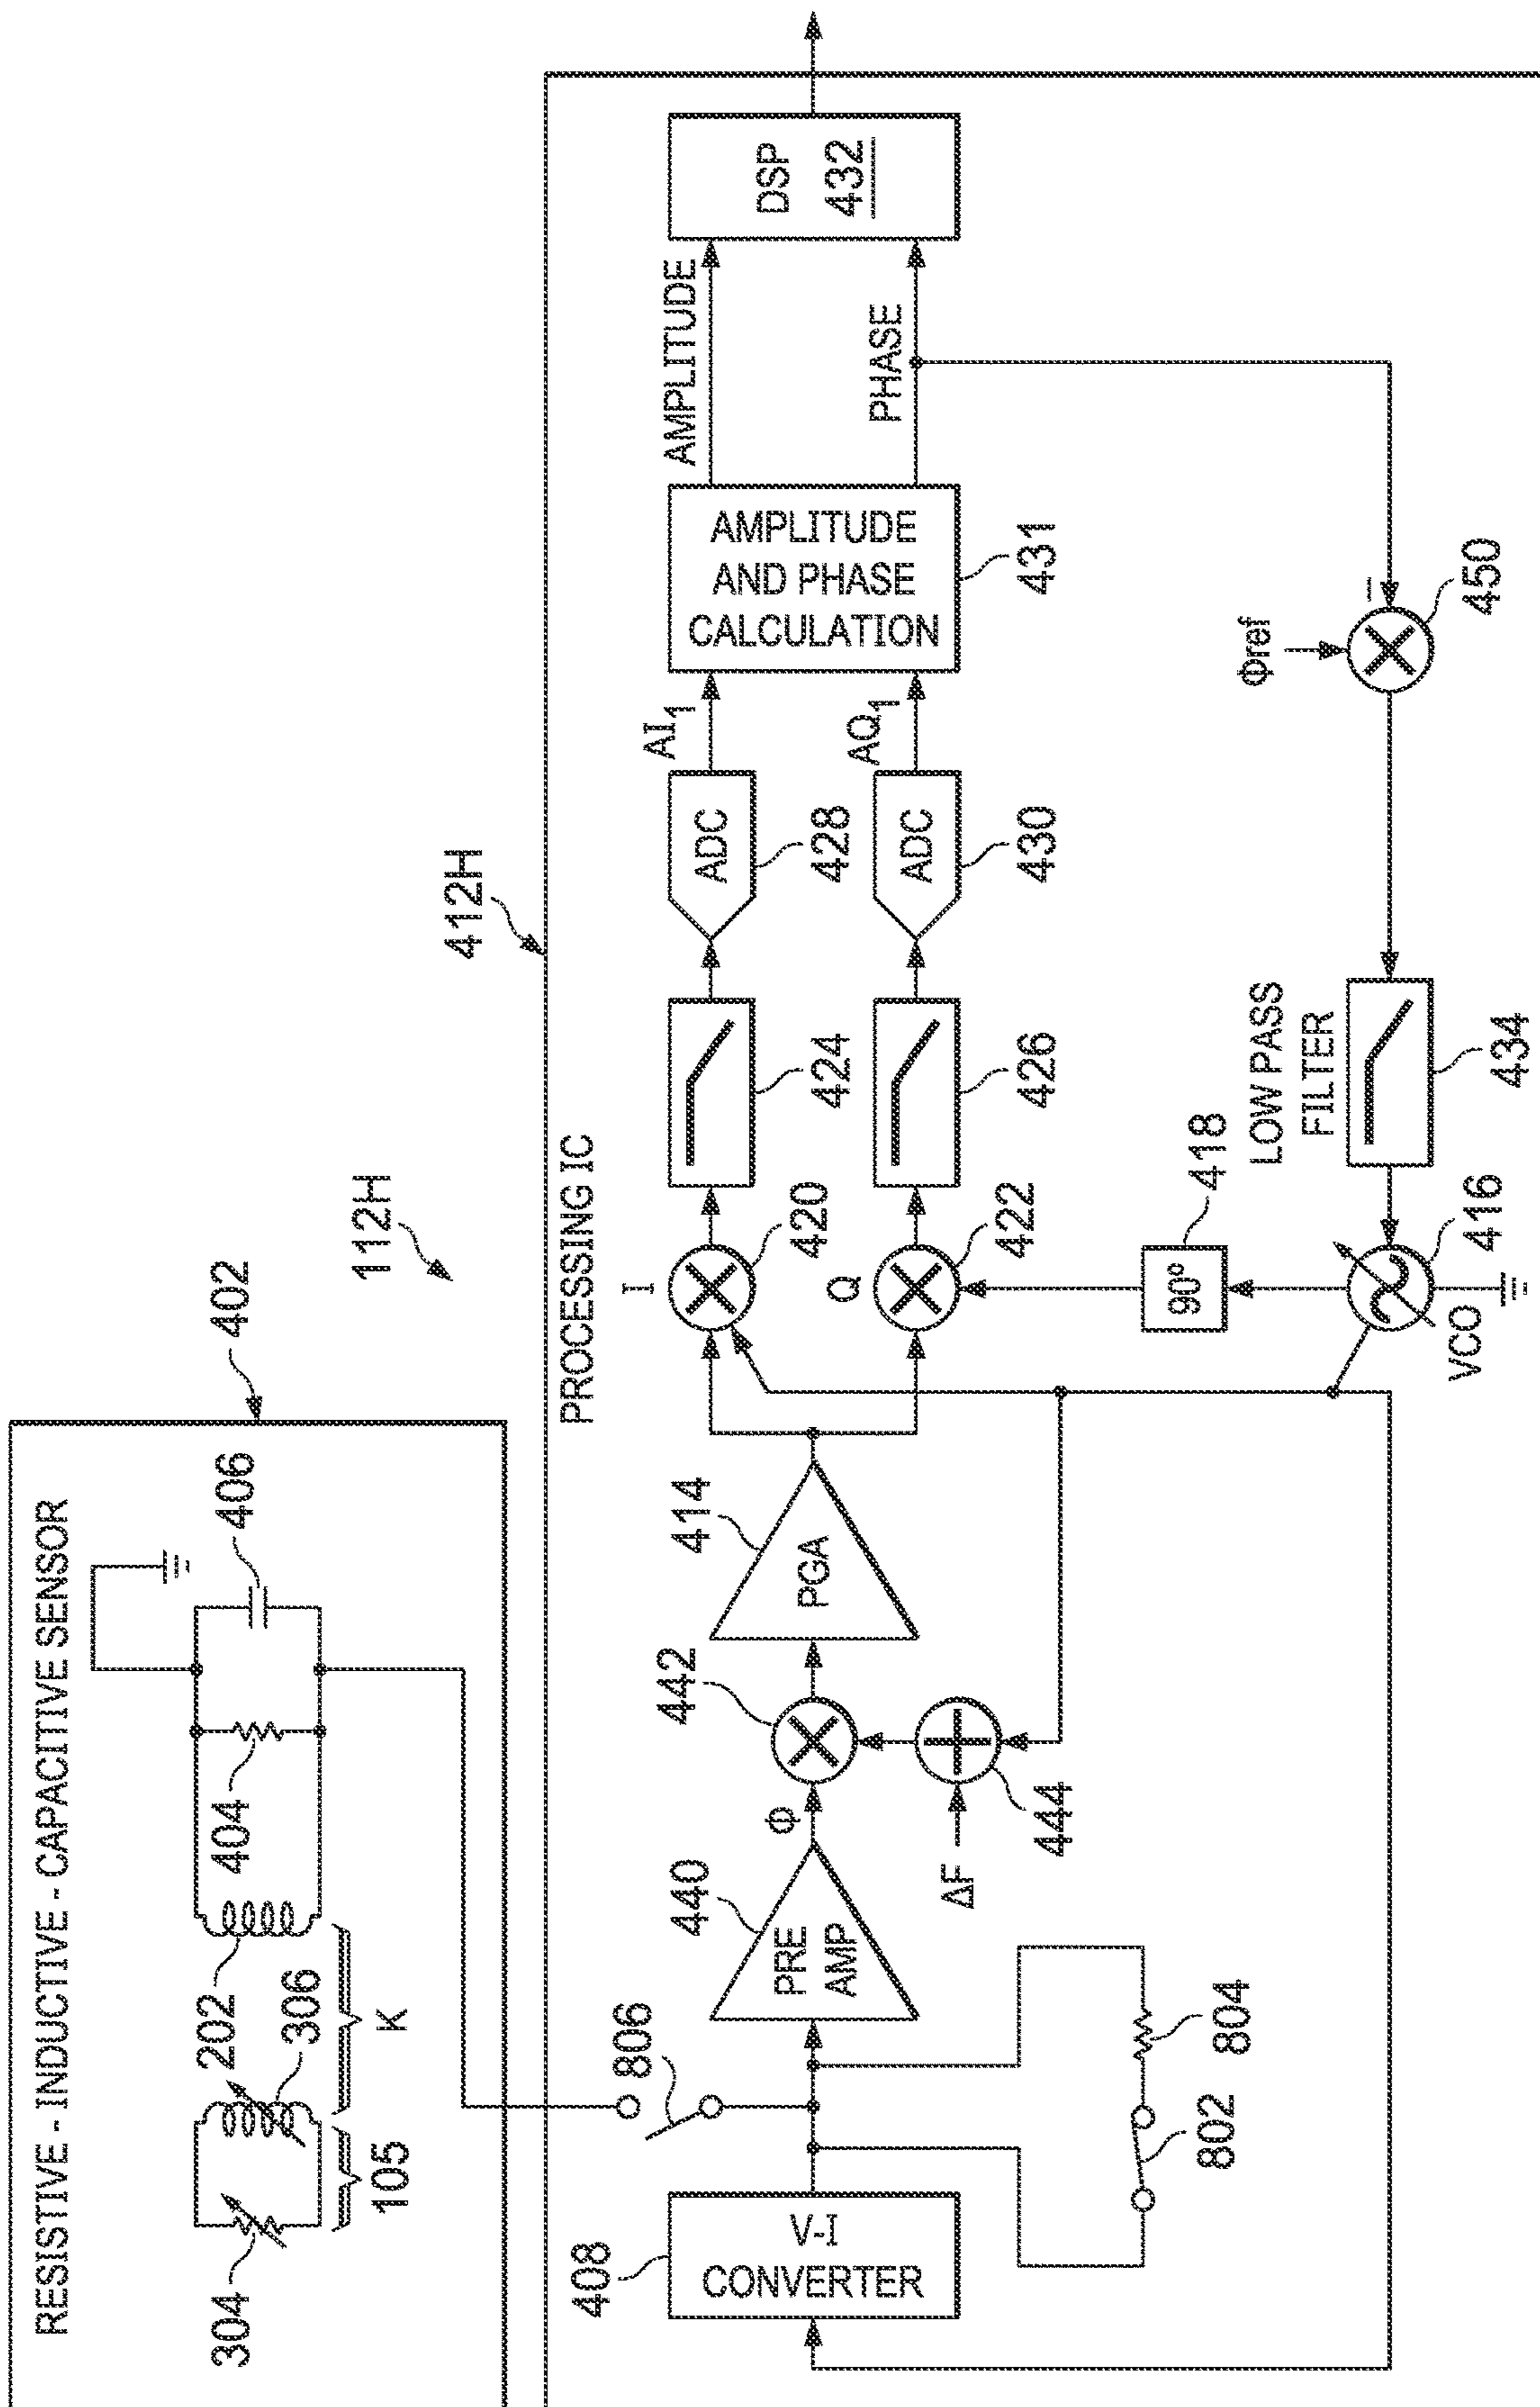 RESISTIVE - INDUCTIVE - CAPACITIVE SENSOR
402
112H
412H
304
105
306
202
K
404
406
PROCESSING IC
408
V-I
CONVERTER
806
802
804
PRE
AMP
440
Φ
442
ΔF
444
PGA
414
I
420
Q
422
424
426
ADC
428
ADC
430
AI1
AQ1
AMPLITUDE
AND PHASE
CALCULATION
431
AMPLITUDE
PHASE
DSP
432
90º
418
VCO
416
LOW PASS
FILTER
434
Φref
–
450